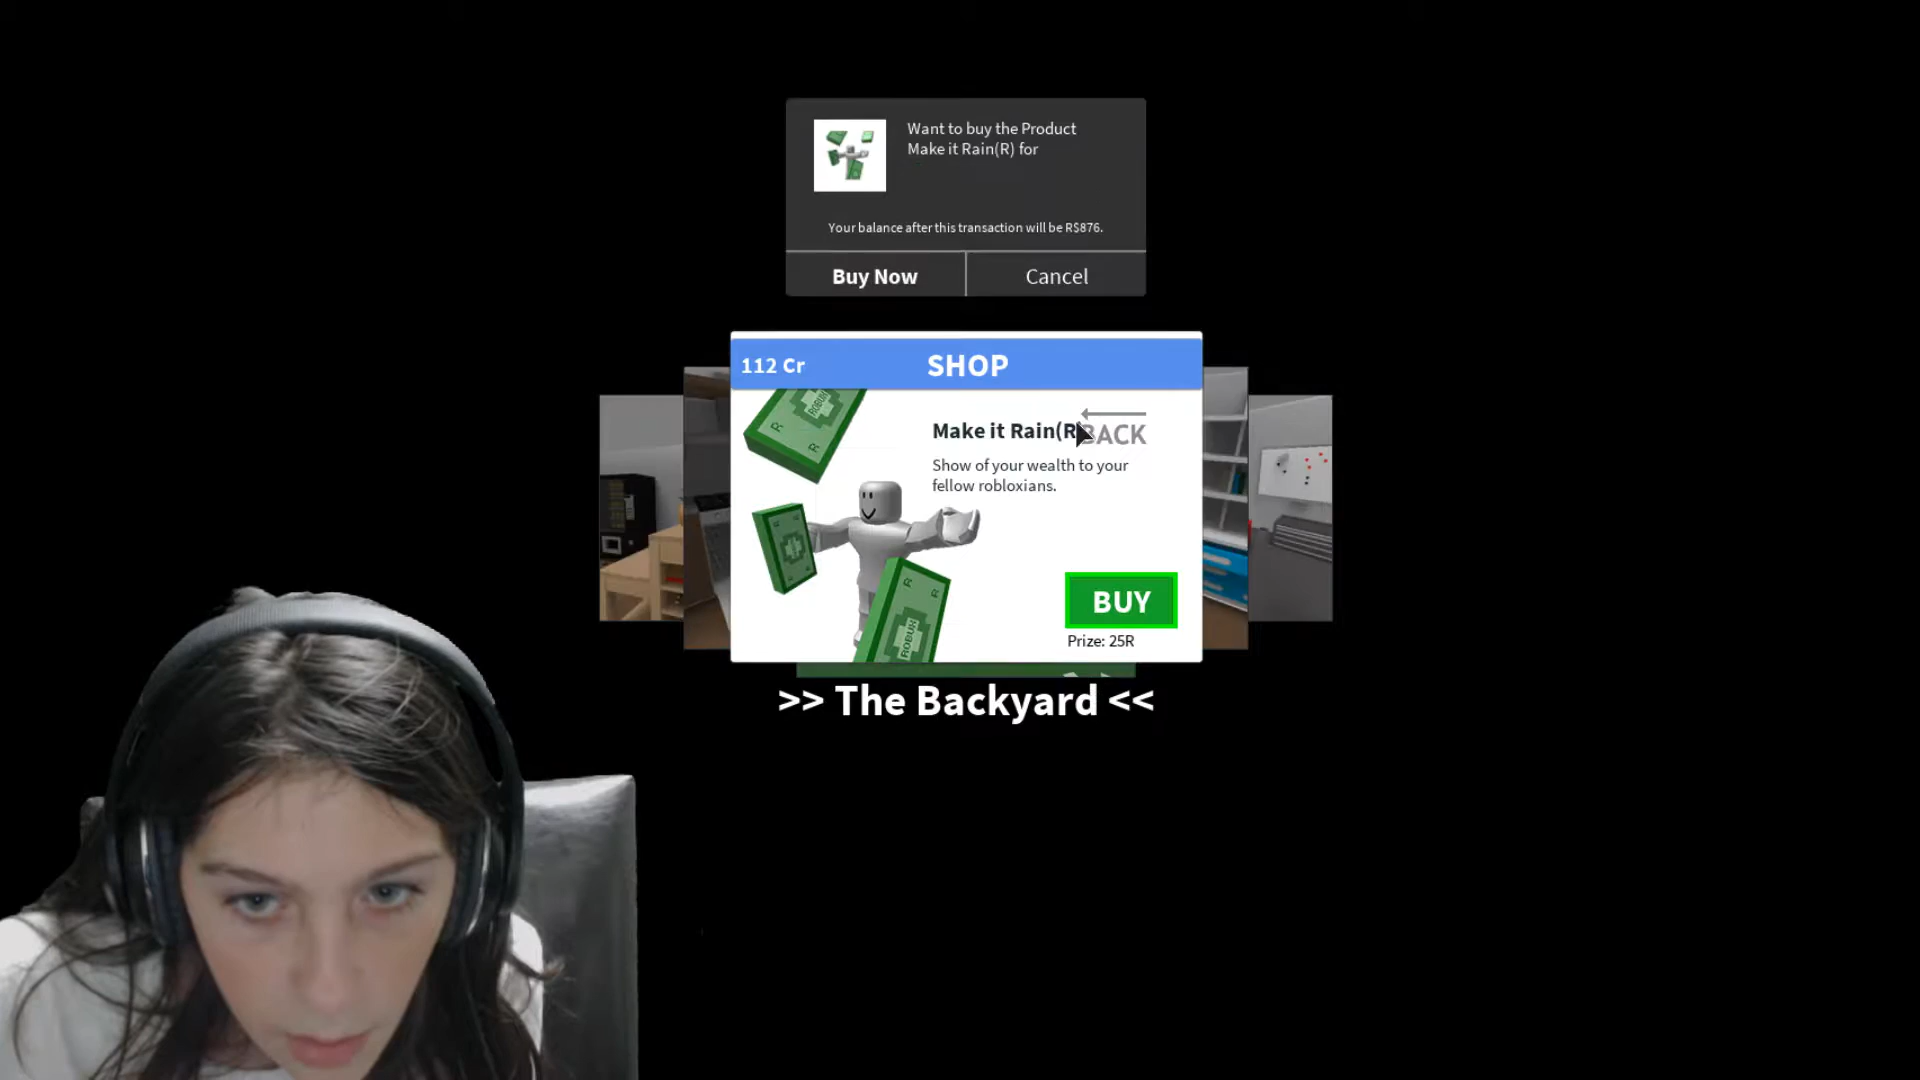 Want to buy the Product
Make it Rain(R) for
Your balance after this transaction will be R$876.
Buy Now
Cancel
112 Cr
SHOP
Make it Rain(R
BACK
Show of your wealth to your
fellow robloxians.
ROBUX
R
R
R
R
ROBUX
BUY
Prize: 25R
>> The Backyard <<